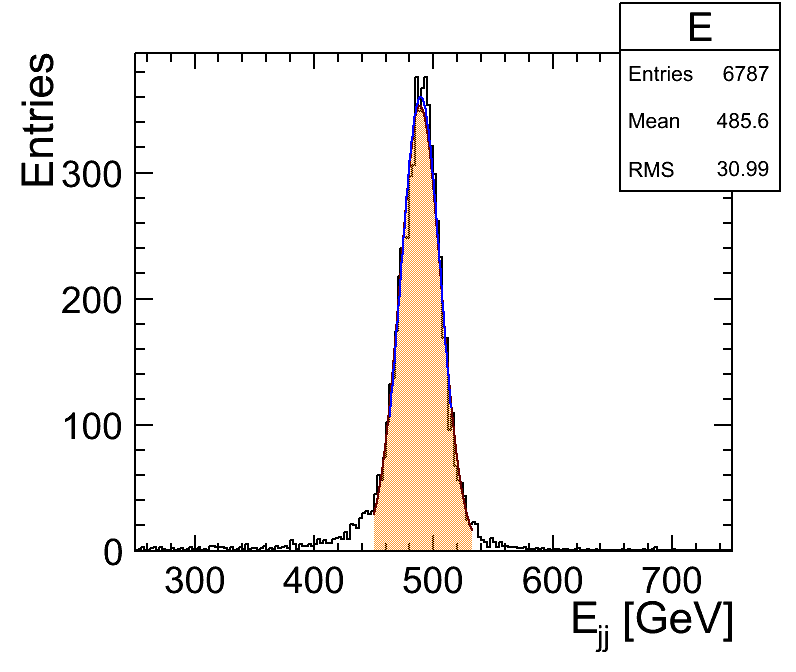 E
Entries 6787
Mean 485.6
RMS 30.99
Entries
300
200
100
0
300 400 500 600 700
E_jj [GeV]